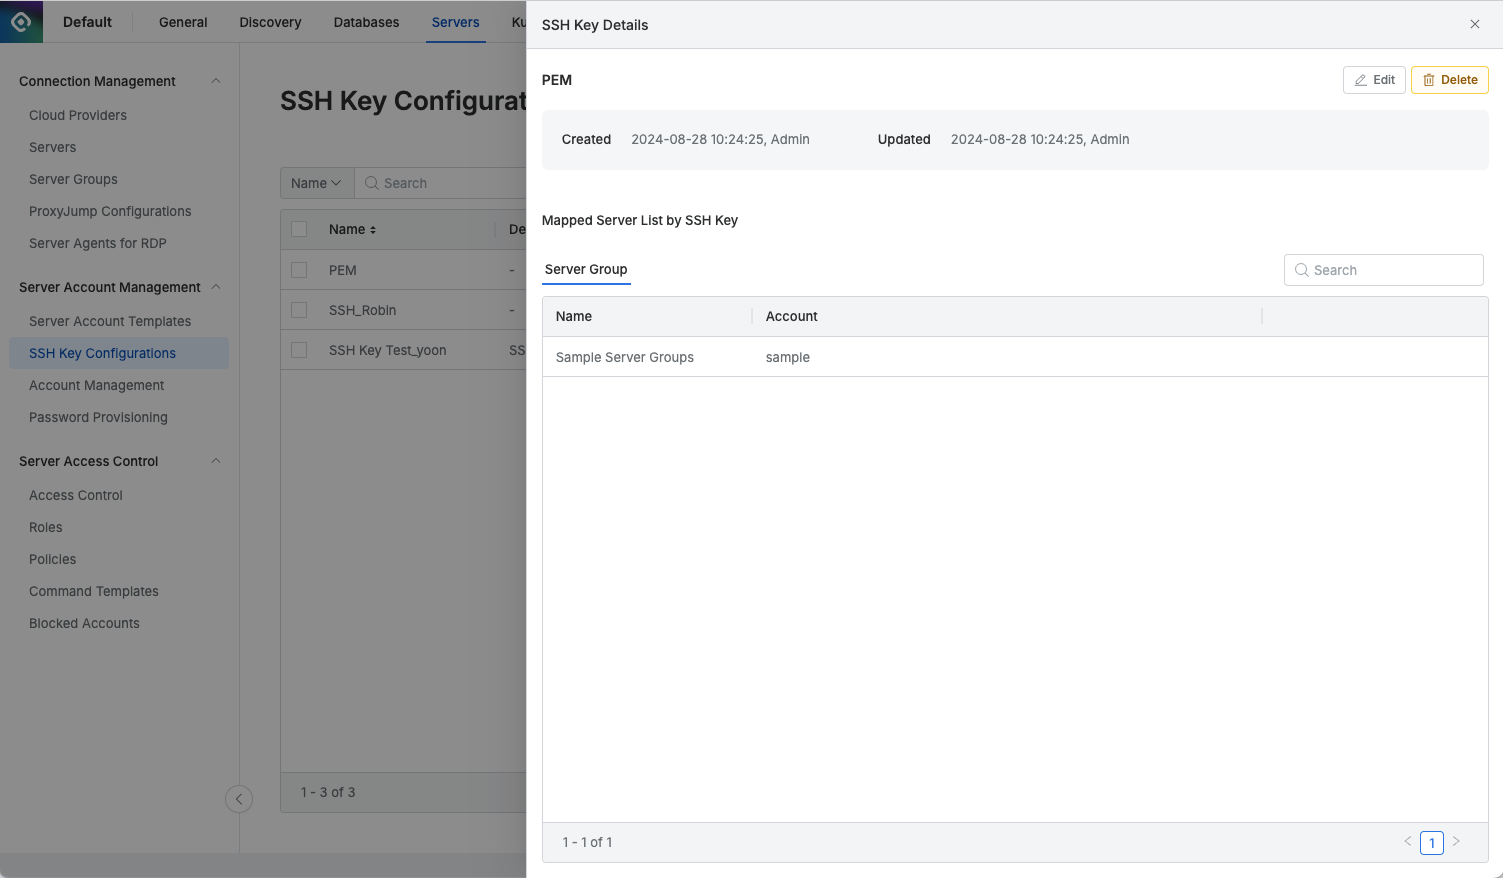 Default
General
Discovery
Databases
Servers
Ku
Connection Management
Cloud Providers
Servers
Server Groups
ProxyJump Configurations
Server Agents for RDP
Server Account Management
Server Account Templates
SSH Key Configurations
Account Management
Password Provisioning
Server Access Control
Access Control
Roles
Policies
Command Templates
Blocked Accounts
SSH Key Configurat
Name
Search
Name
De
PEM
-
SSH_Robin
-
SSH Key Test_yoon
SS
1 - 3 of 3
SSH Key Details
PEM
Edit
Delete
Created 2024-08-28 10:24:25, Admin
Updated 2024-08-28 10:24:25, Admin
Mapped Server List by SSH Key
Server Group
Search
Name
Account
Sample Server Groups
sample
1 - 1 of 1
1